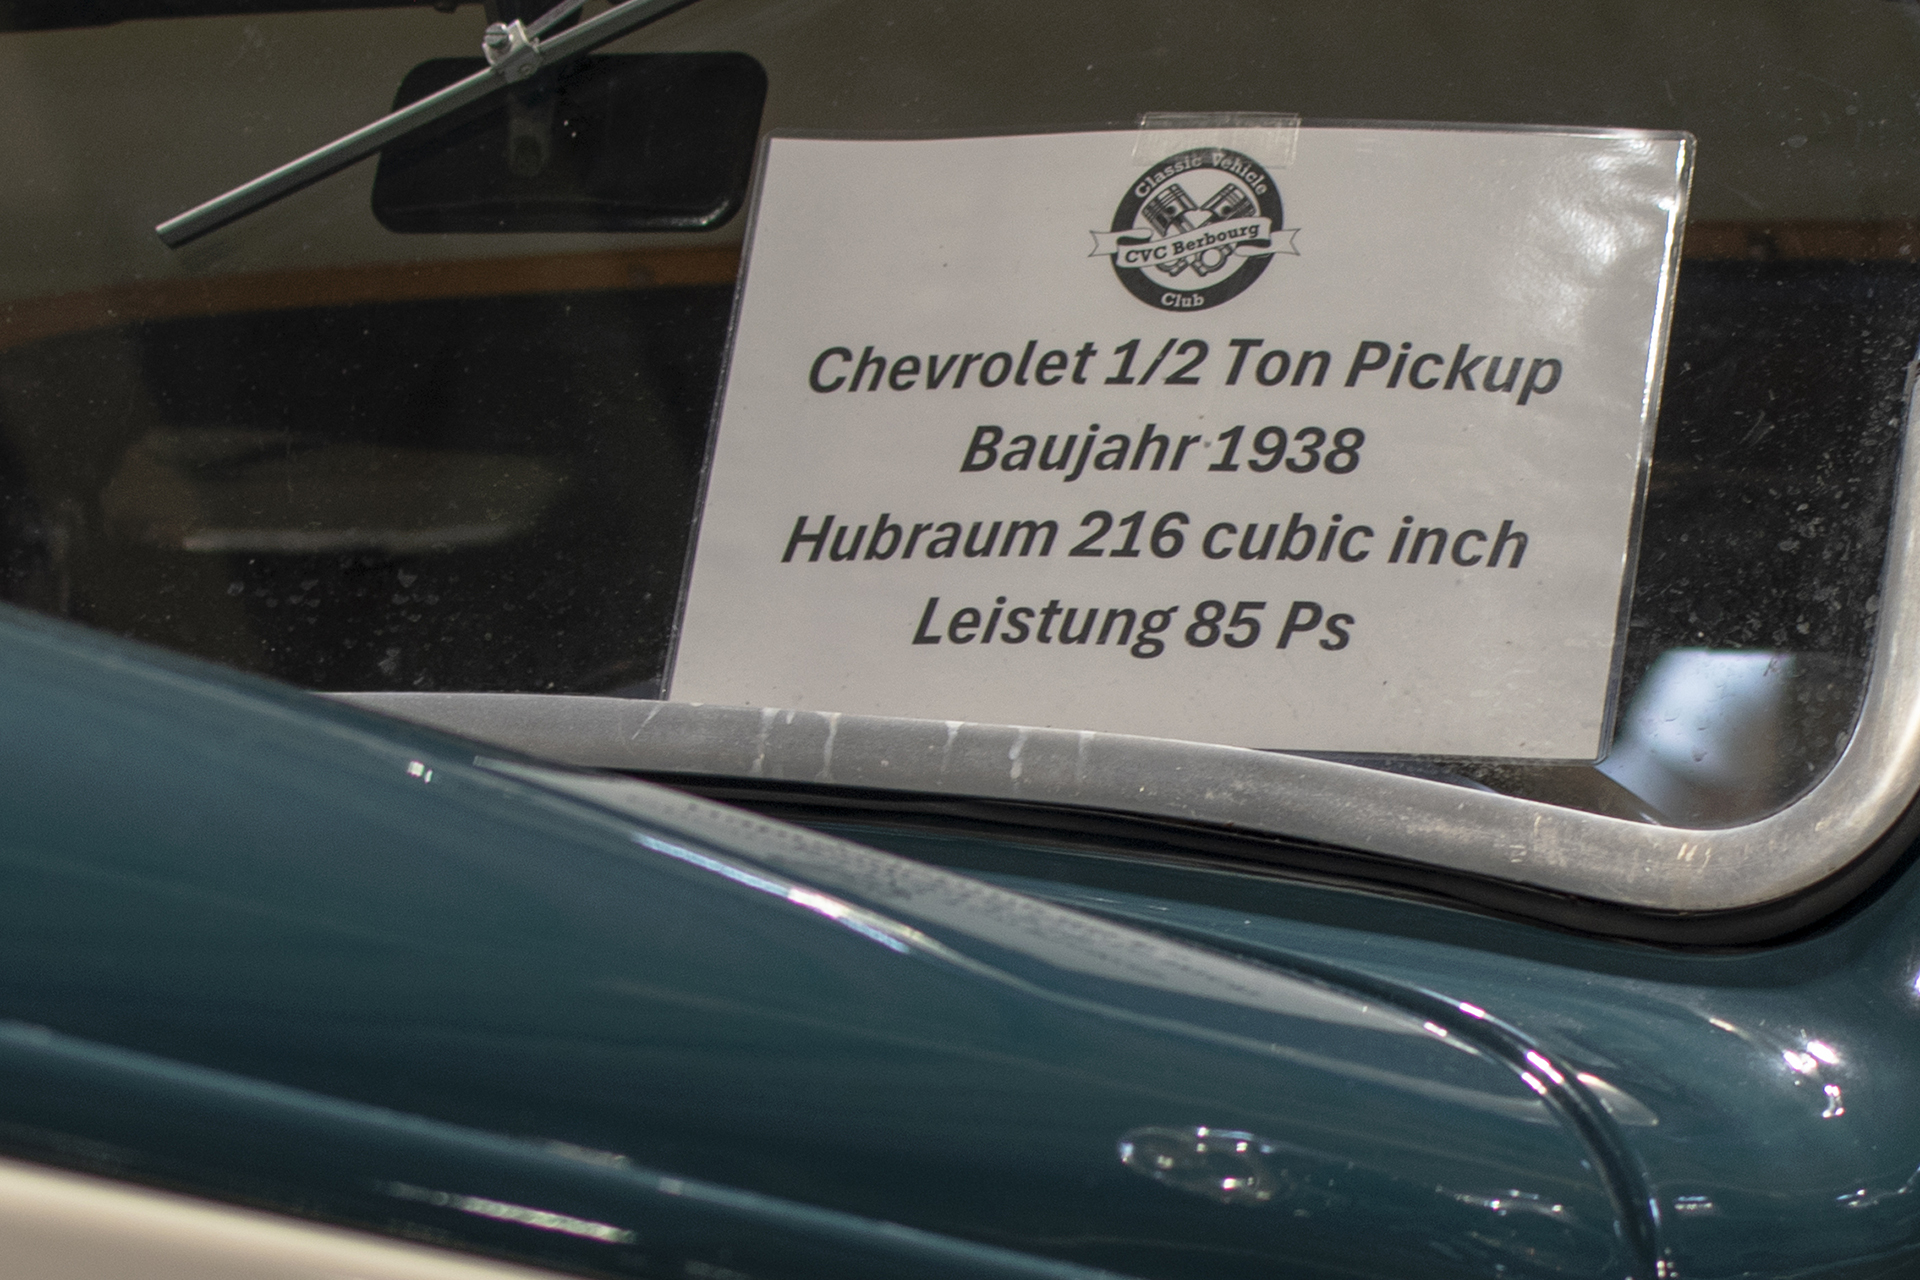 Classic Vehicle
CVC Berbourg
Club
Chevrolet 1/2 Ton Pickup
Baujahr 1938
Hubraum 216 cubic inch
Leistung 85 Ps